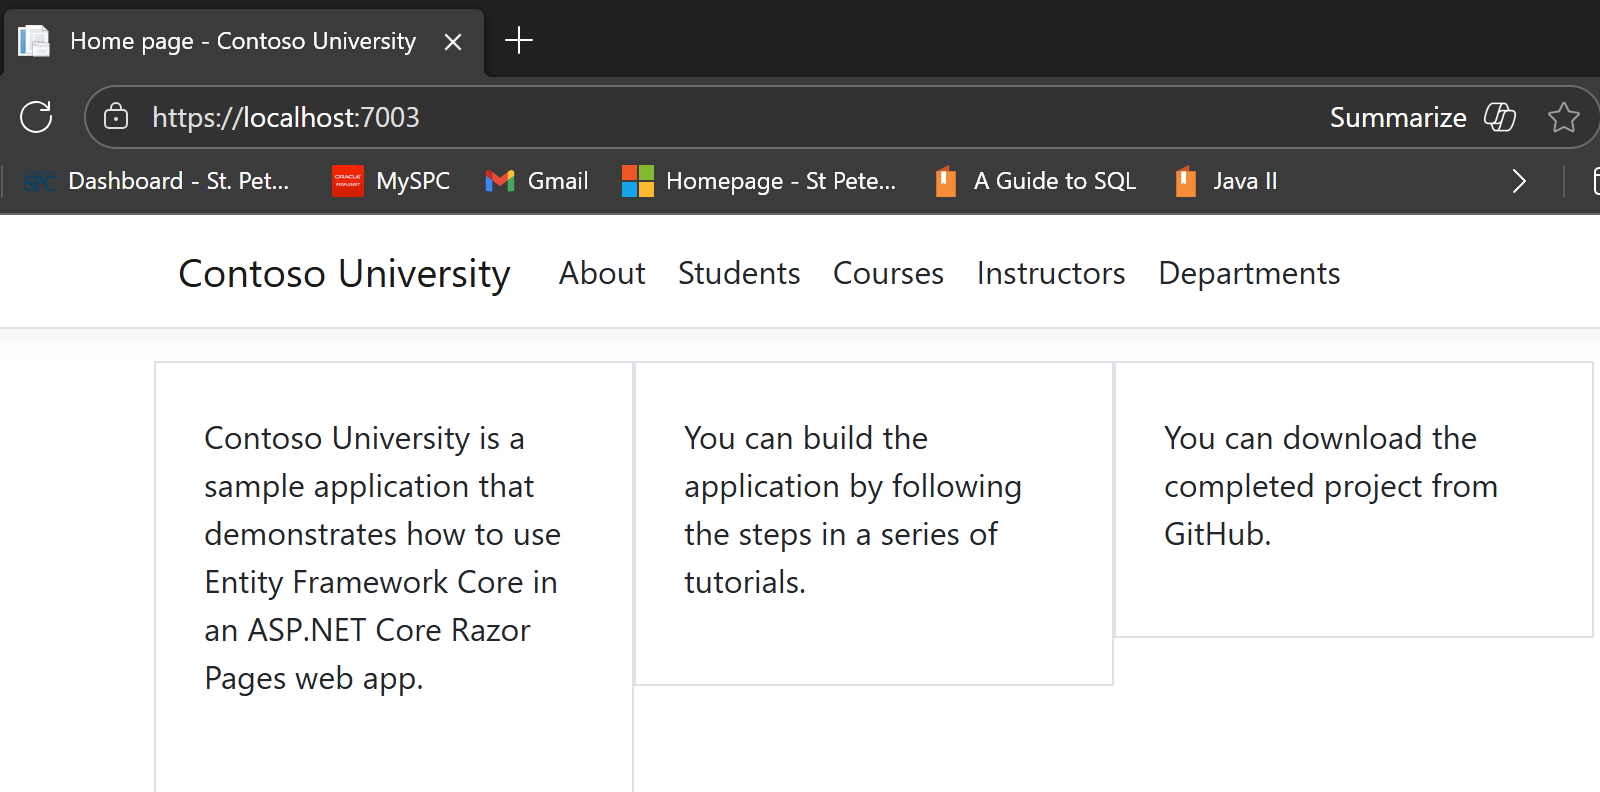 Home page - Contoso University
https://localhost:7003
Summarize
SPC Dashboard - St. Pet...
ORACLE PEOPLESOFT MySPC
Gmail
Homepage - St Pete...
A Guide to SQL
Java II
Contoso University About Students Courses Instructors Departments
Contoso University is a
sample application that
demonstrates how to use
Entity Framework Core in
an ASP.NET Core Razor
Pages web app.
You can build the
application by following
the steps in a series of
tutorials.
You can download the
completed project from
GitHub.